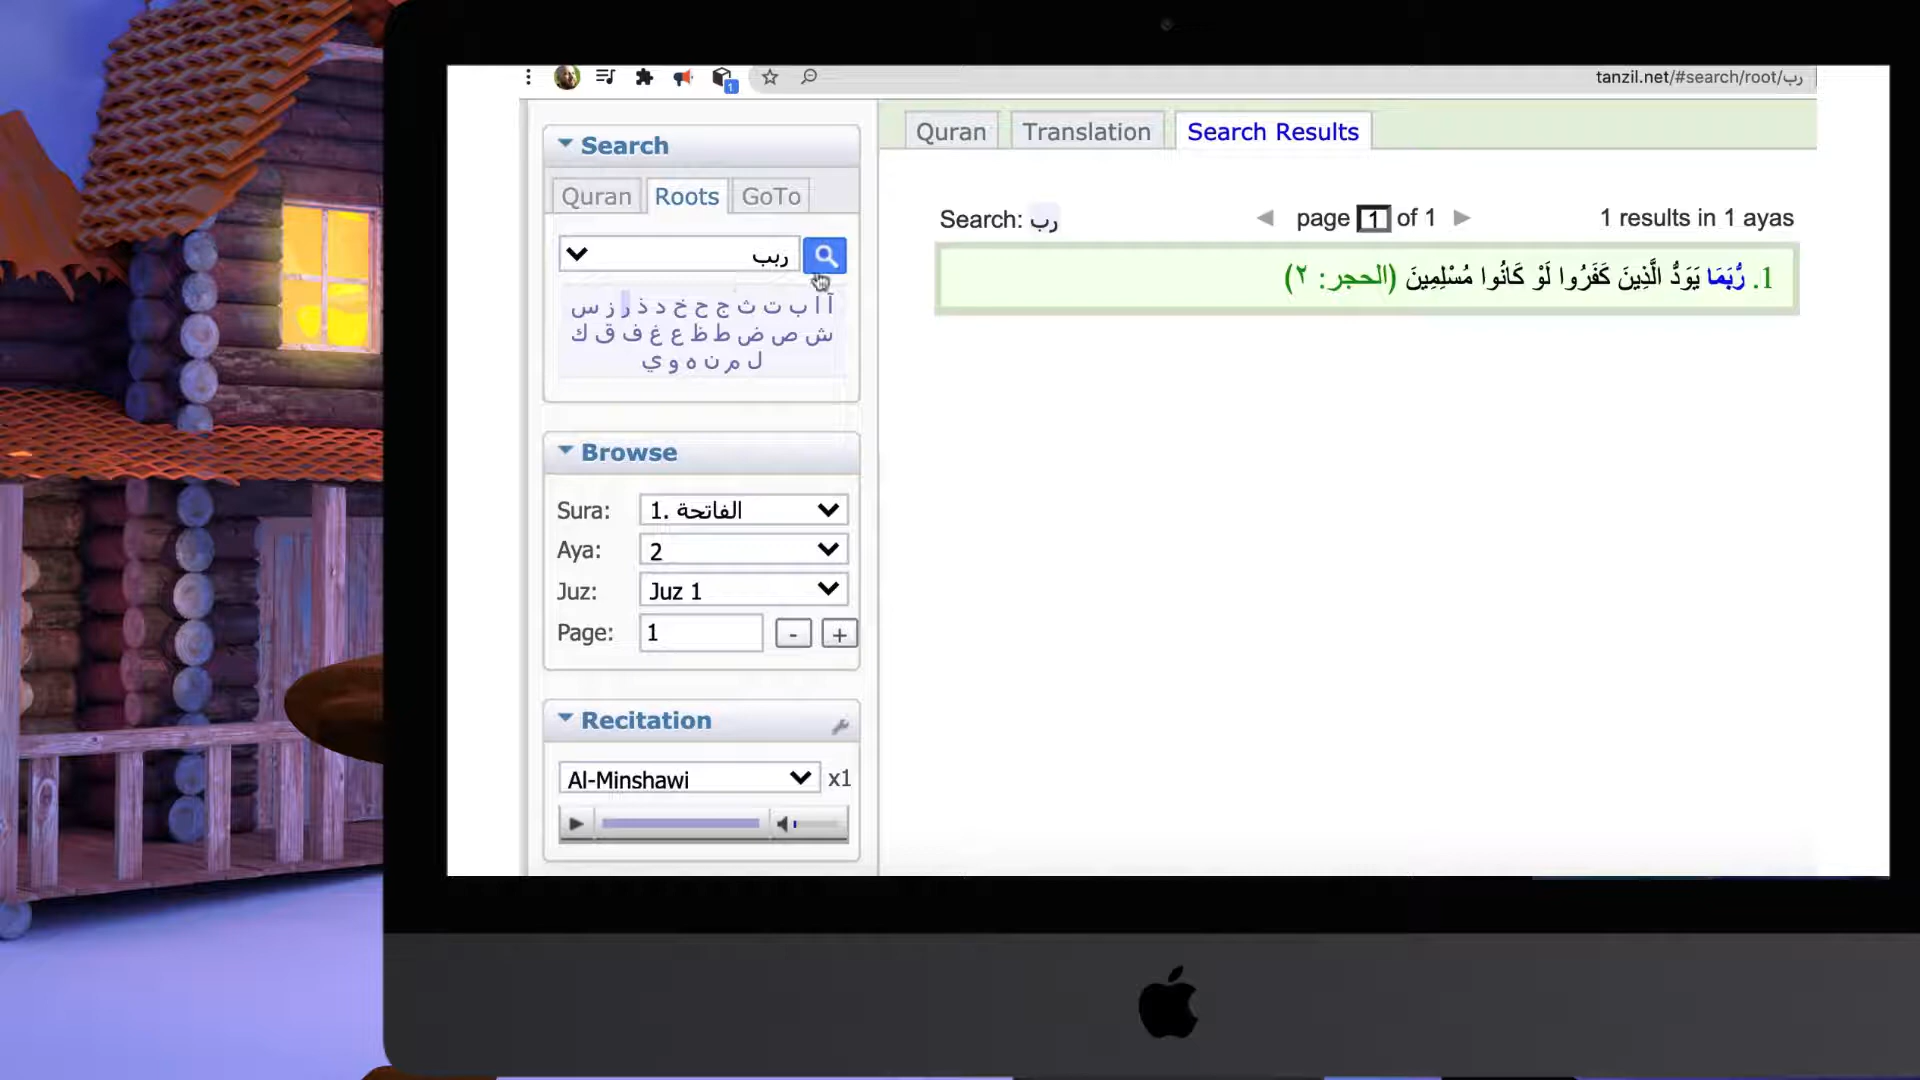 tanzil.net/#search/root/رب
1
Search
Quran Roots GoTo
ربب
آ ا ب ت ث ج ح خ د ذ ر ز س
ش ص ض ط ظ ع غ ف ق ك
ل م ن ه و ي
Browse
Sura: 1. الفاتحة
Aya: 2
Juz: Juz 1
Page: 1 - +
Recitation
Al-Minshawi x1
Quran Translation Search Results
Search: رب page 1 of 1 1 results in 1 ayas
1. رُّبَمَا يَوَدُّ الَّذِينَ كَفَرُوا لَوْ كَانُوا مُسْلِمِينَ (الحجر: ٢)